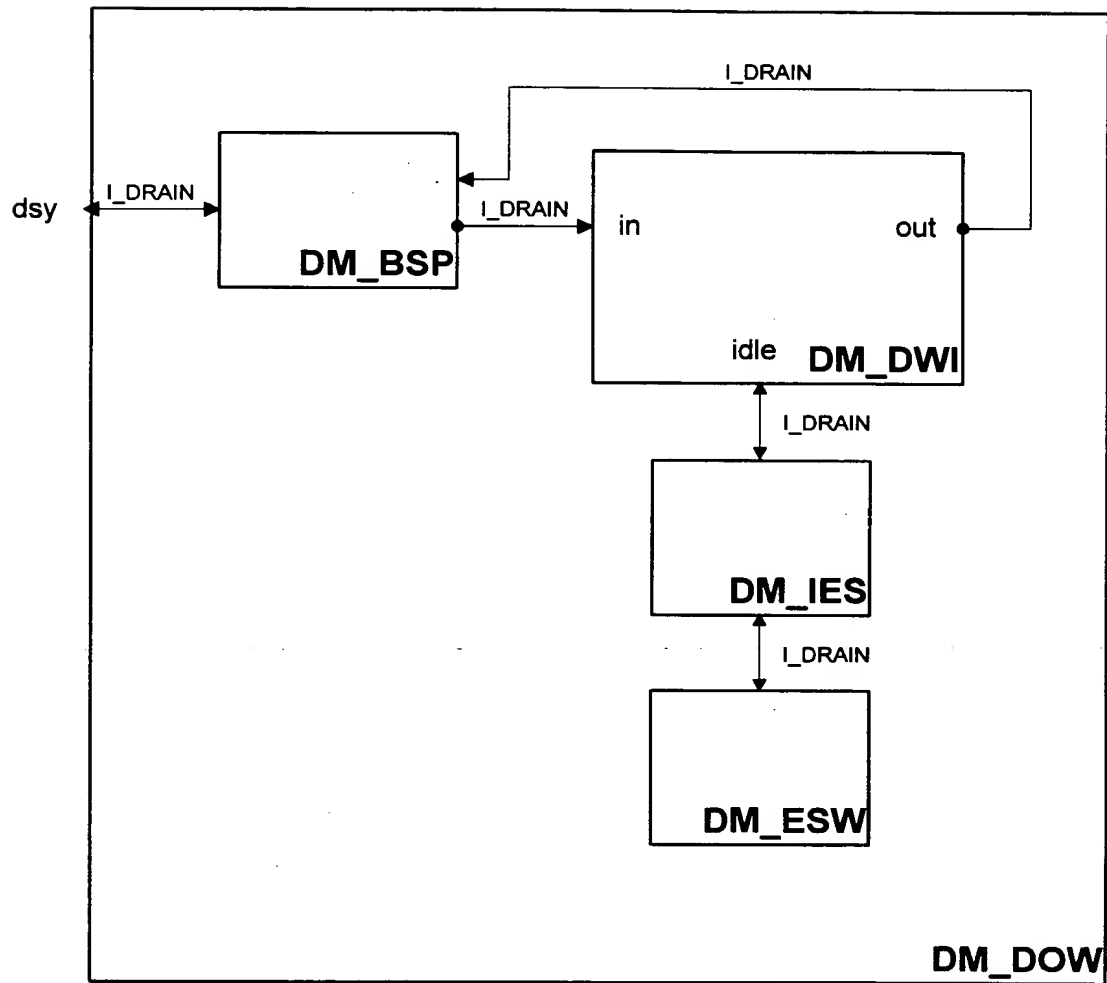 I_DRAIN
dsy
I_DRAIN
I_DRAIN
in
out
DM_BSP
idle
DM_DWI
I_DRAIN
DM_IES
I_DRAIN
DM_ESW
DM_DOW